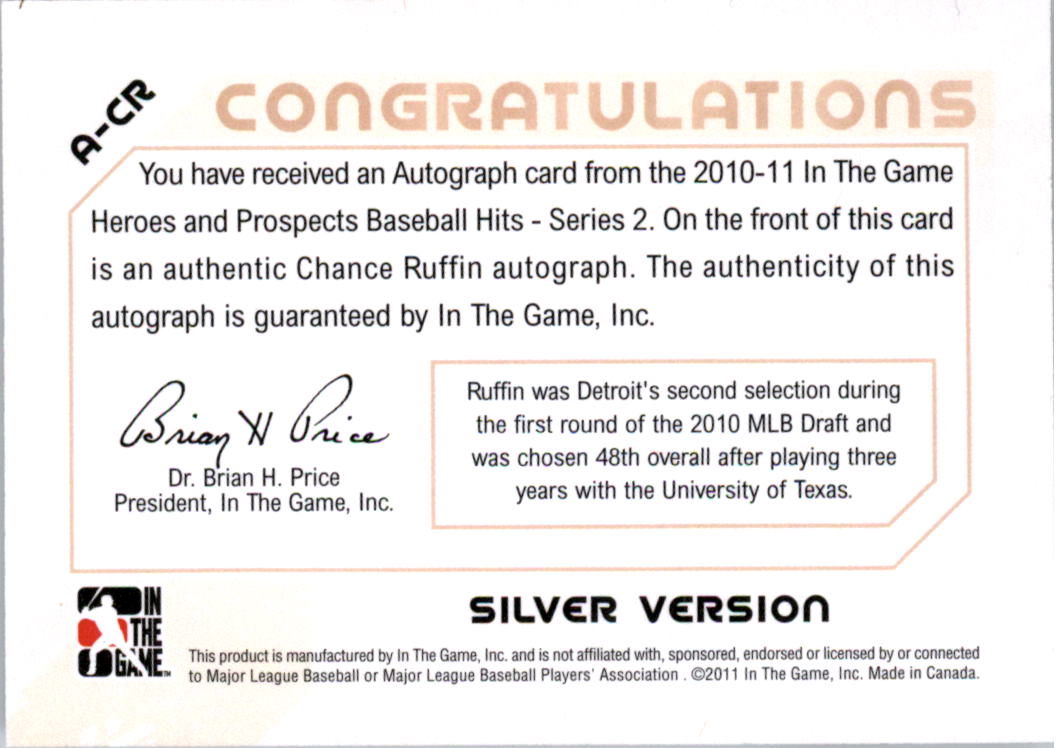 A-CR
CONGRATULATIONS
You have received an Autograph card from the 2010-11 In The Game
Heroes and Prospects Baseball Hits - Series 2. On the front of this card
is an authentic Chance Ruffin autograph. The authenticity of this
autograph is guaranteed by In The Game, Inc.
Brian H Price
Dr. Brian H. Price
President, In The Game, Inc.
Ruffin was Detroit's second selection during
the first round of the 2010 MLB Draft and
was chosen 48th overall after playing three
years with the University of Texas.
IN
THE
GAME™
SILVER VERSION
This product is manufactured by In The Game, Inc. and is not affiliated with, sponsored, endorsed or licensed by or connected
to Major League Baseball or Major League Baseball Players' Association . ©2011 In The Game, Inc. Made in Canada.